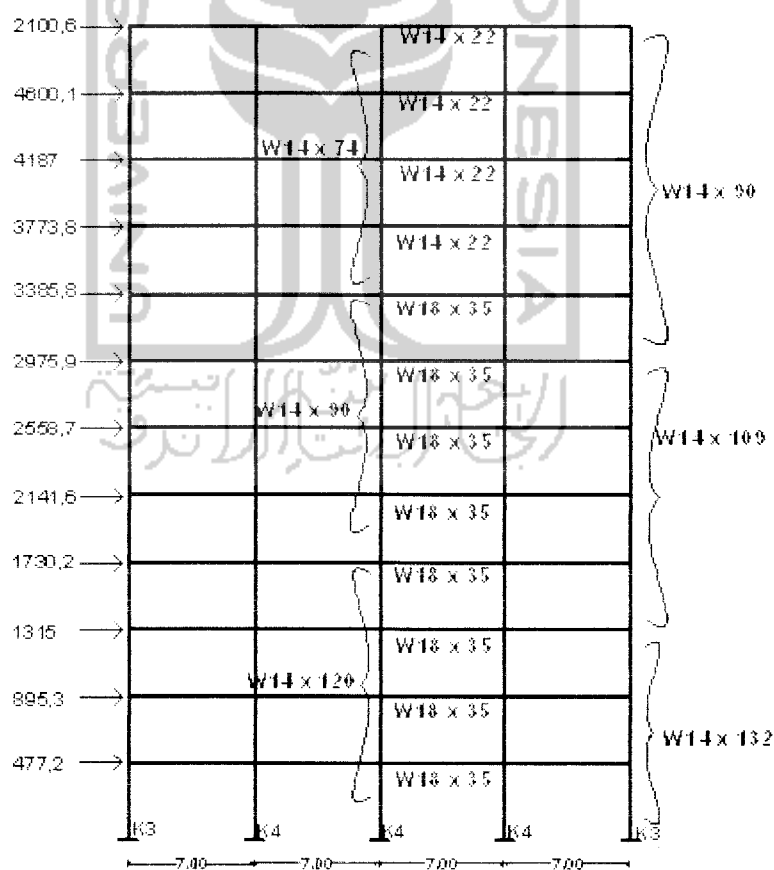 2100,6
W14 x 22
4600,1
W14 x 22
W14 x 74
4187
W14 x 22
W14 x 90
3773,8
W14 x 22
3385,8
W18 x 35
2975,9
W18 x 35
W14 x 90
2558,7
W18 x 35
W14 x 109
2141,6
W18 x 35
1730,2
W18 x 35
1315
W18 x 35
W14 x 120
895,3
W18 x 35
W14 x 132
477,2
W18 x 35
K3 K4 K4 K4 K3
7.00 7.00 7.00 7.00
ONESIA